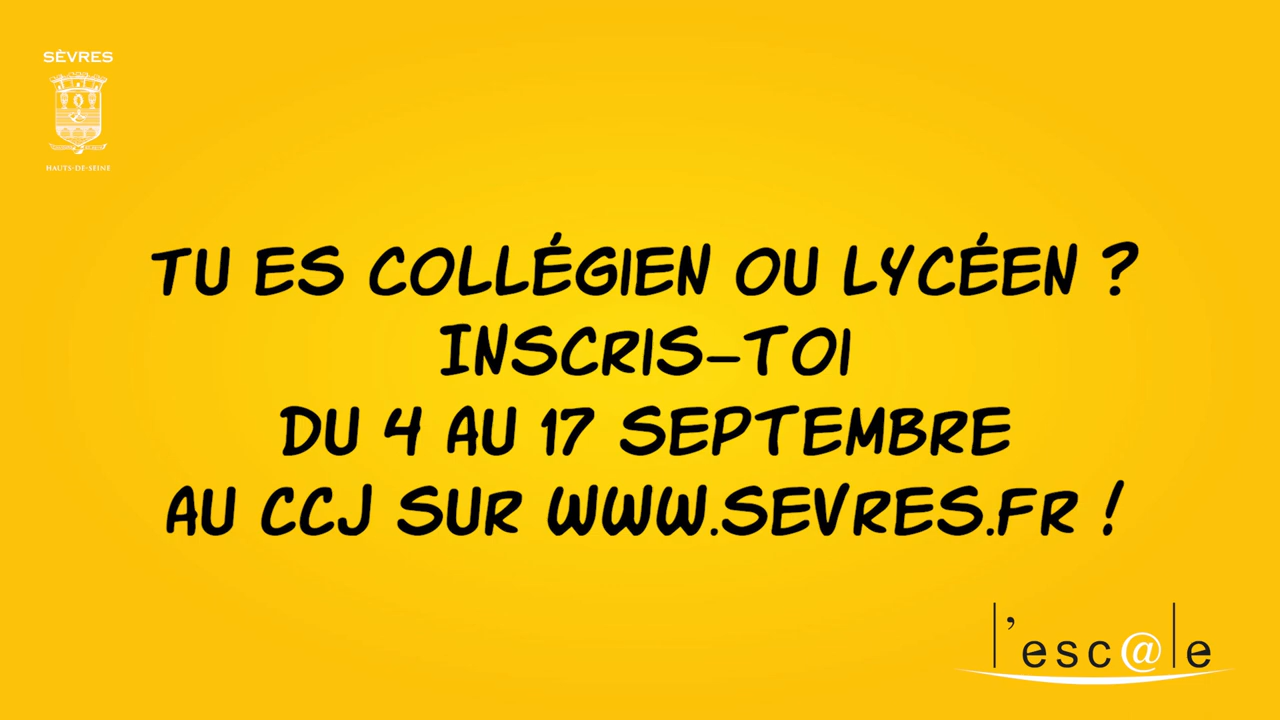 SÈVRES
HAUTS-DE-SEINE
TU ES COLLÉGIEN OU LYCÉEN ?
INSCRIS-TOI
DU 4 AU 17 SEPTEMBRE
AU CCJ SUR WWW.SEVRES.FR !
l'esc@le